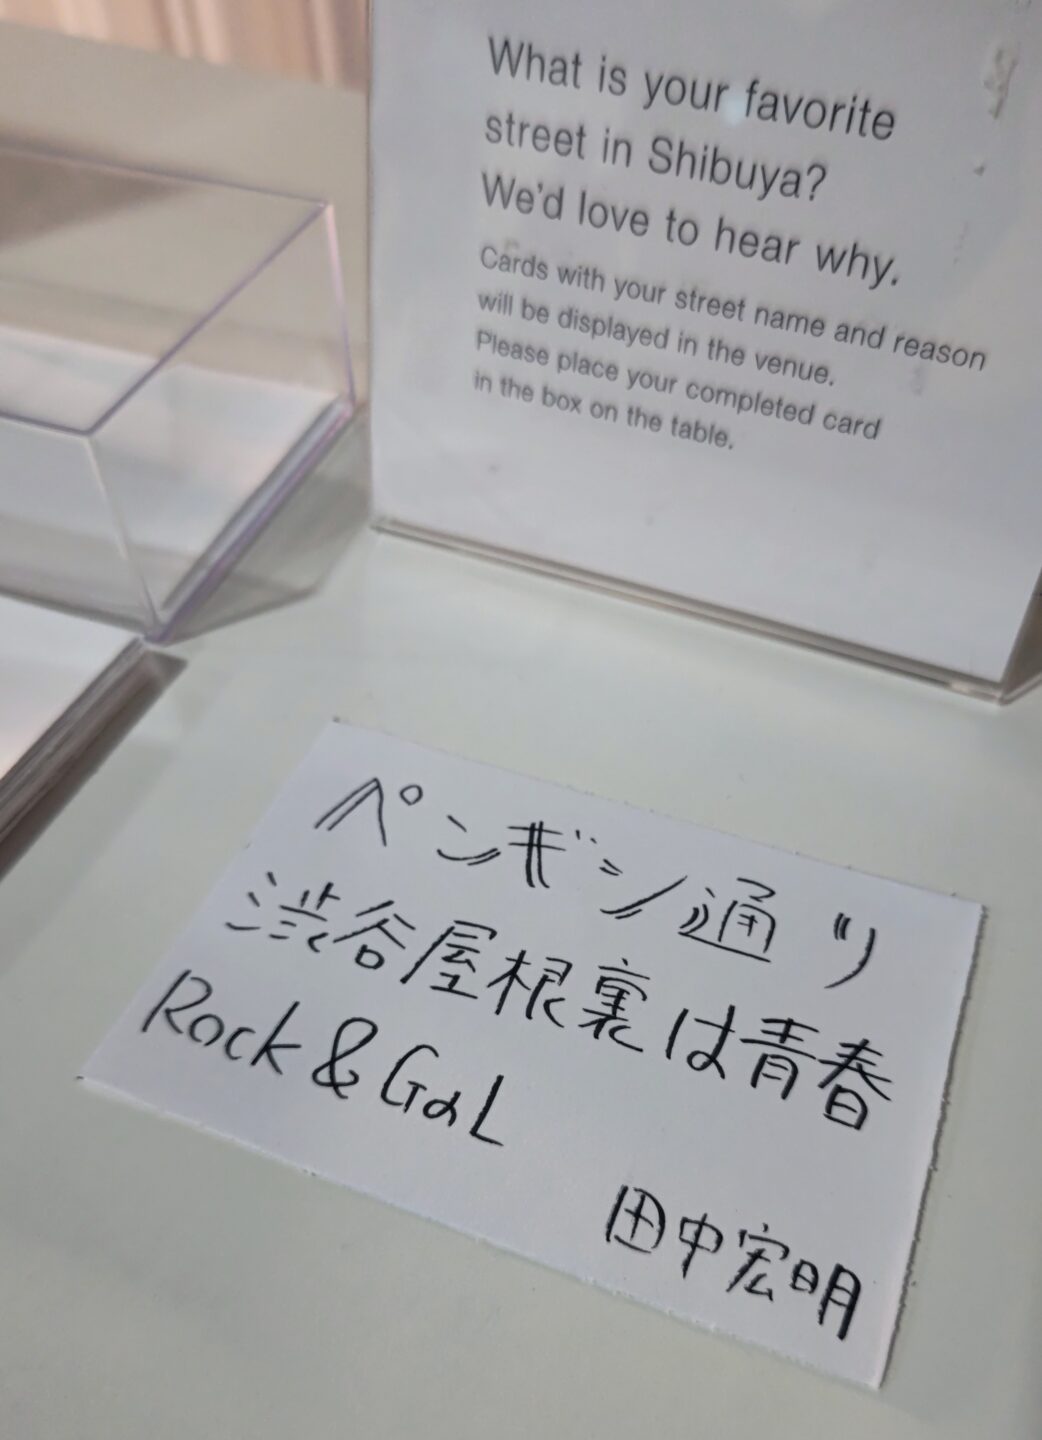 What is your favorite
street in Shibuya?
We'd love to hear why.
Cards with your street name and reason
will be displayed in the venue.
Please place your completed card
in the box on the table.
ペンギン通り
渋谷屋根裏は青春
Rock & GaL
田中宏明